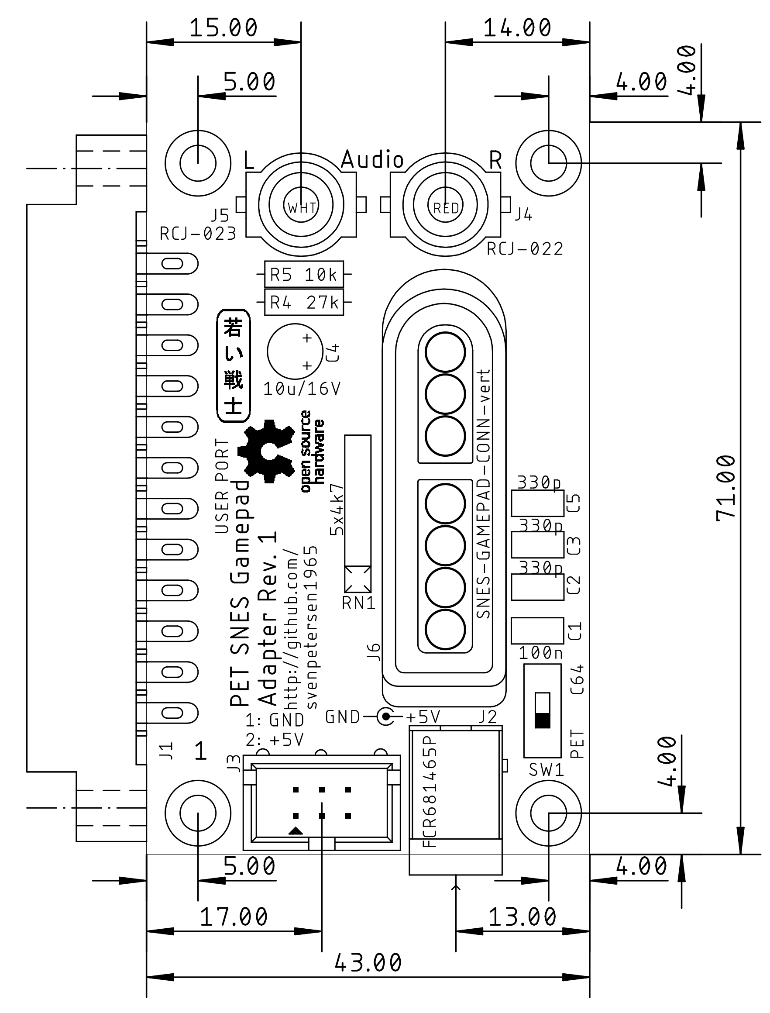 15.00
14.00
5.00
4.00
4.00
L
Audio
R
WHT
RED
J5
J4
RCJ-023
RCJ-022
R5 10k
R4 27k
若い戦士
+
+
C4
10u/16V
open source
hardware
USER PORT
PET SNES Gamepad
Adapter Rev. 1
http://github.com/
svenpetersen1965
5x4k7
RN1
SNES-GAMEPAD-CONN-vert
J6
330p
C5
330p
C3
330p
C2
C1
100n
71.00
C64
PET
SW1
1: GND
2: +5V
GND
+5V
J2
J1
1
J3
FCR681465P
4.00
5.00
4.00
17.00
13.00
43.00